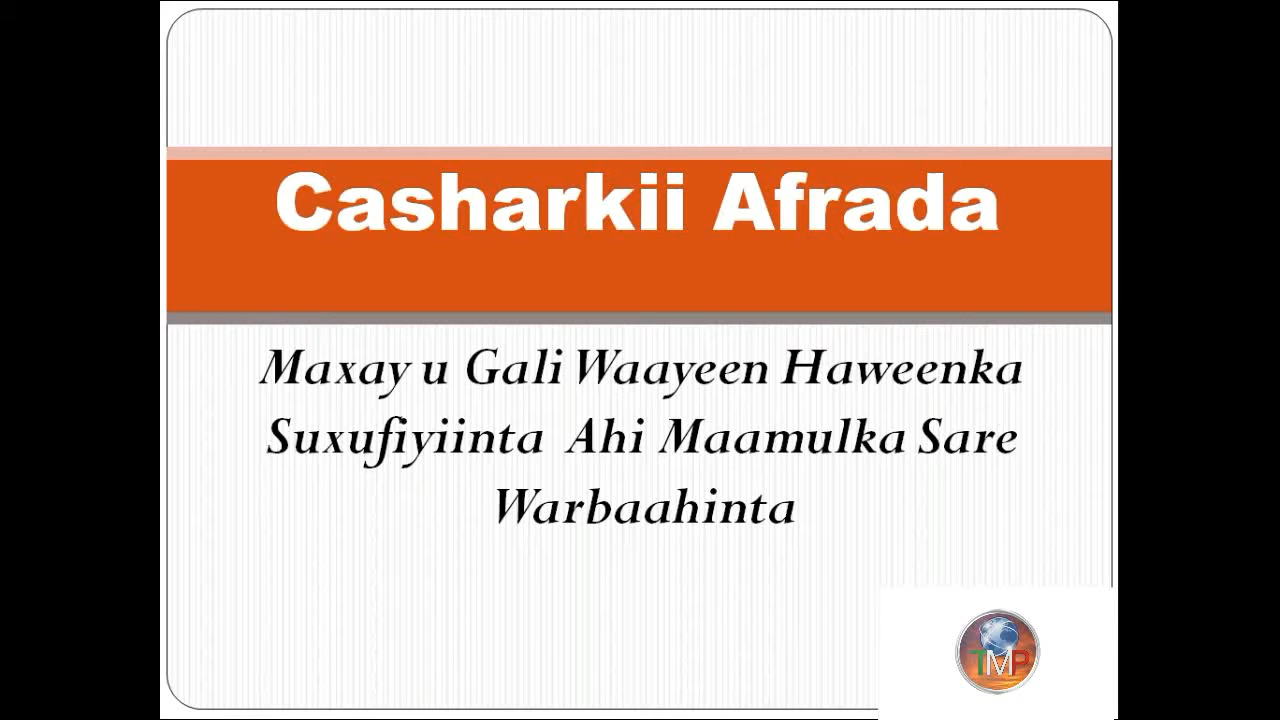 Casharkii Afrada
Maxay u Gali Waayeen Haweenka
Suxufiyiinta Ahi Maamulka Sare
Warbaahinta
TMP